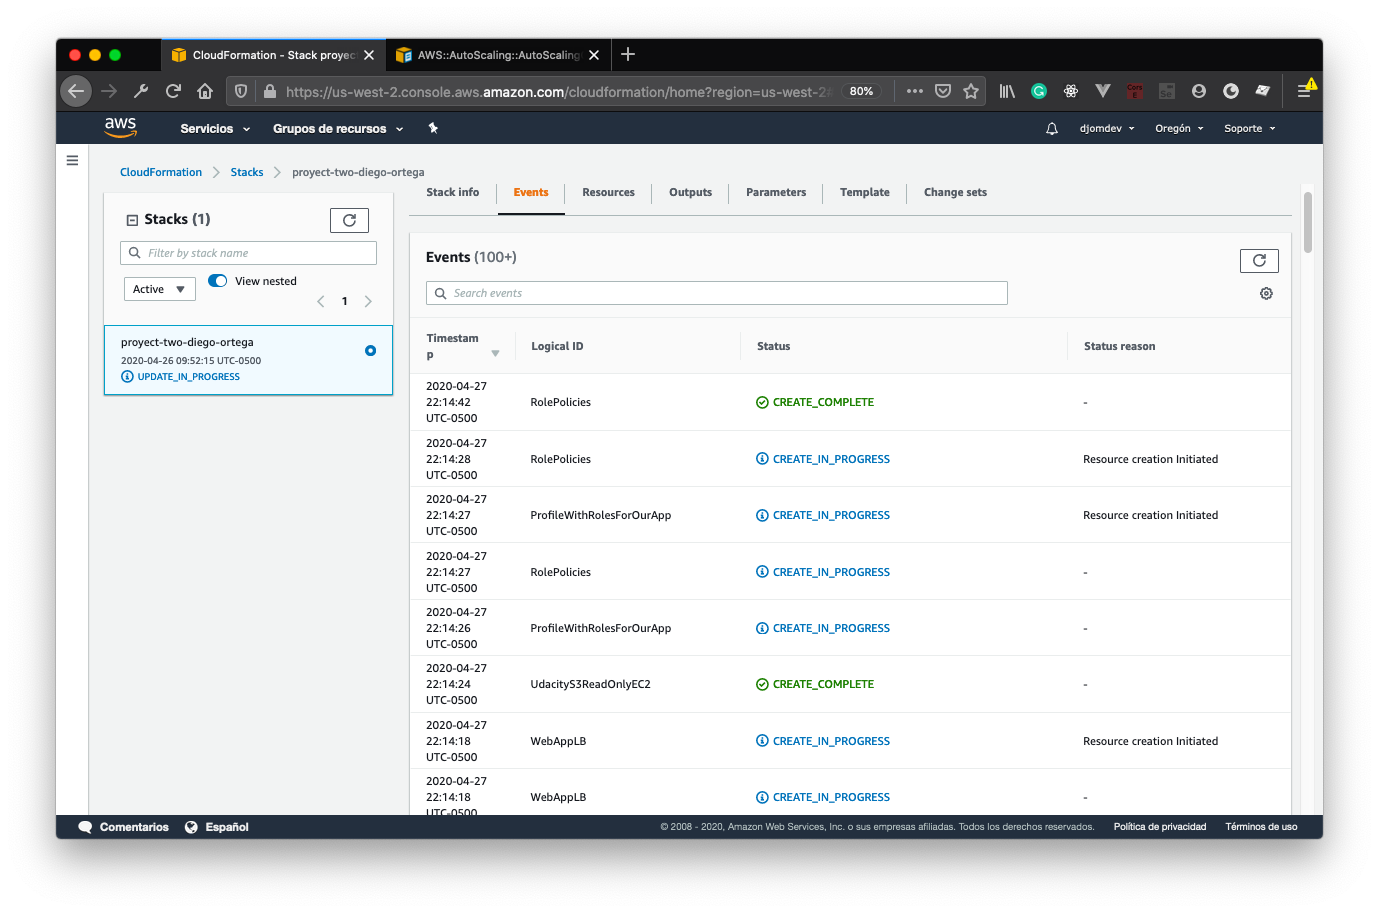 CloudFormation - Stack proyec
AWS::AutoScaling::AutoScaling
https://us-west-2.console.aws.amazon.com/cloudformation/home?region=us-west-2
80%
aws
Servicios
Grupos de recursos
djomdev
Oregón
Soporte
CloudFormation
Stacks
proyect-two-diego-ortega
Stacks (1)
Filter by stack name
Active
View nested
1
proyect-two-diego-ortega
2020-04-26 09:52:15 UTC-0500
UPDATE_IN_PROGRESS
Stack info
Events
Resources
Outputs
Parameters
Template
Change sets
Events (100+)
Search events
Timestam
p
Logical ID
Status
Status reason
2020-04-27
22:14:42
UTC-0500
RolePolicies
CREATE_COMPLETE
-
2020-04-27
22:14:28
UTC-0500
RolePolicies
CREATE_IN_PROGRESS
Resource creation Initiated
2020-04-27
22:14:27
UTC-0500
ProfileWithRolesForOurApp
CREATE_IN_PROGRESS
Resource creation Initiated
2020-04-27
22:14:27
UTC-0500
RolePolicies
CREATE_IN_PROGRESS
-
2020-04-27
22:14:26
UTC-0500
ProfileWithRolesForOurApp
CREATE_IN_PROGRESS
-
2020-04-27
22:14:24
UTC-0500
UdacityS3ReadOnlyEC2
CREATE_COMPLETE
-
2020-04-27
22:14:18
UTC-0500
WebAppLB
CREATE_IN_PROGRESS
Resource creation Initiated
2020-04-27
22:14:18
UTC-0500
WebAppLB
CREATE_IN_PROGRESS
-
Comentarios
Español
© 2008 - 2020, Amazon Web Services, Inc. o sus empresas afiliadas. Todos los derechos reservados.
Política de privacidad
Términos de uso